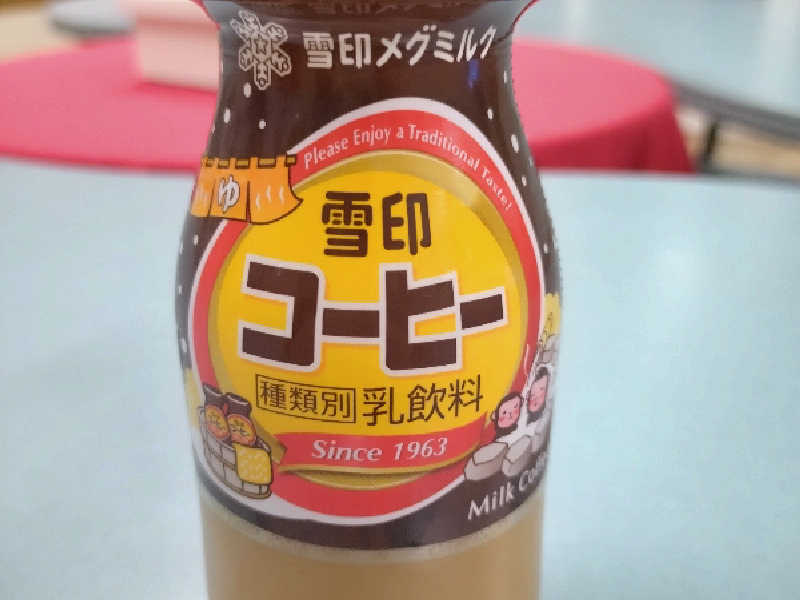 雪印メグミルク
Please Enjoy a Traditional Taste!
ゆ
雪印
コーヒー
種類別 乳飲料
Since 1963
Milk